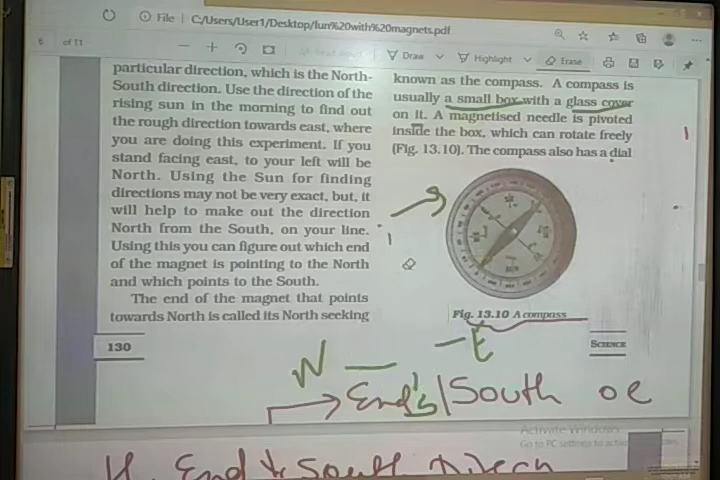 File | C:/Users/User1/Desktop/fun%20with%20magnets.pdf
6 of 11
Draw Highlight Erase
particular direction, which is the North-
South direction. Use the direction of the
rising sun in the morning to find out
the rough direction towards east, where
you are doing this experiment. If you
stand facing east, to your left will be
North. Using the Sun for finding
directions may not be very exact, but, it
will help to make out the direction
North from the South, on your line.
Using this you can figure out which end
of the magnet is pointing to the North
and which points to the South.
The end of the magnet that points
towards North is called its North seeking
130
known as the compass. A compass is
usually a small box with a glass cover
on it. A magnetised needle is pivoted
inside the box, which can rotate freely
(Fig. 13.10). The compass also has a dial
Fig. 13.10 A compass
SCIENCE
N E
S
End's/South
Activate Windows
Go to PC settings to
End South